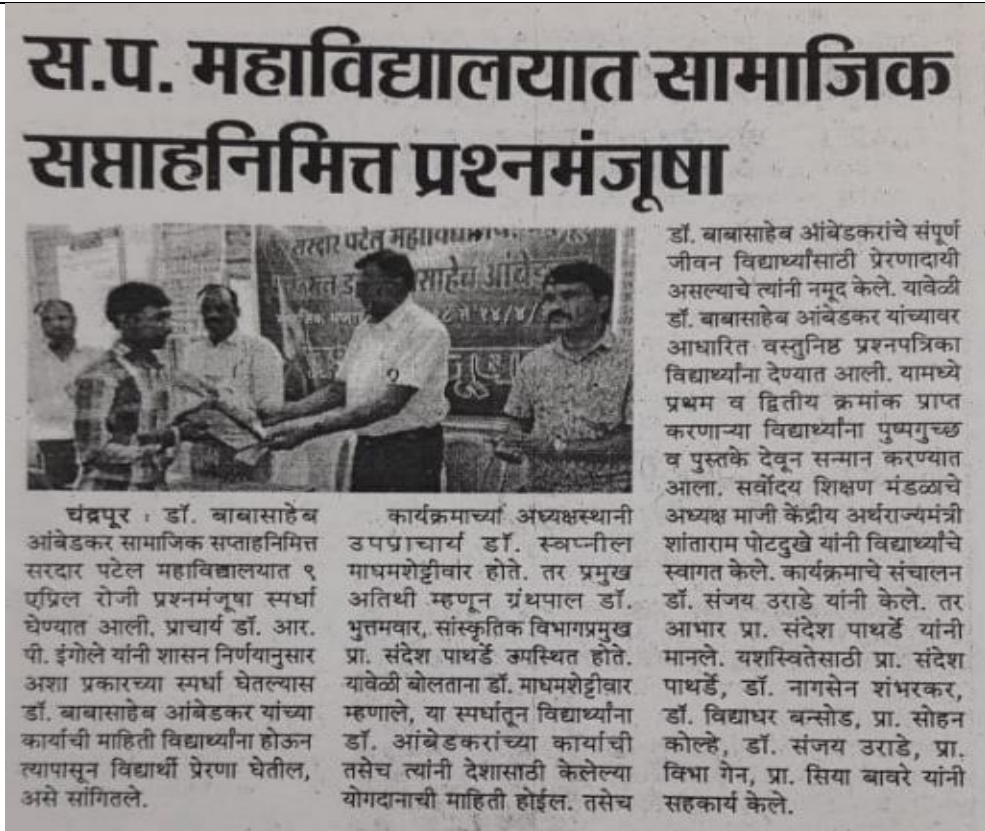 स.प. महाविद्यालयात सामाजिक
सप्ताहनिमित्त प्रश्नमंजूषा
सरदार पटेल
साहेब आंबेड
१४/४/
जूषा
चंद्रपूर : डॉ. बाबासाहेब
आंबेडकर सामाजिक सप्ताहनिमित्त
सरदार पटेल महाविद्यालयात ९
एप्रिल रोजी प्रश्नमंजूषा स्पर्धा
घेण्यात आली. प्राचार्य डॉ. आर.
पी. इंगोले यांनी शासन निर्णयानुसार
अशा प्रकारच्या स्पर्धा घेतल्यास
डॉ. बाबासाहेब आंबेडकर यांच्या
कार्याची माहिती विद्यार्थ्यांना होऊन
त्यापासून विद्यार्थी प्रेरणा घेतील,
असे सांगितले.
कार्यक्रमाच्या अध्यक्षस्थानी
उपप्राचार्य डॉ. स्वप्नील
माधमशेट्टीवार होते. तर प्रमुख
अतिथी म्हणून ग्रंथपाल डॉ.
भुत्तमवार, सांस्कृतिक विभागप्रमुख
प्रा. संदेश पाथर्डे उपस्थित होते.
यावेळी बोलताना डॉ. माधमशेट्टीवार
म्हणाले, या स्पर्धातून विद्यार्थ्यांना
डॉ. आंबेडकरांच्या कार्याची
तसेच त्यांनी देशासाठी केलेल्या
योगदानाची माहिती होईल. तसेच
डॉ. बाबासाहेब आंबेडकरांचे संपूर्ण
जीवन विद्यार्थ्यांसाठी प्रेरणादायी
असल्याचे त्यांनी नमूद केले. यावेळी
डॉ. बाबासाहेब आंबेडकर यांच्यावर
आधारित वस्तुनिष्ठ प्रश्नपत्रिका
विद्यार्थ्यांना देण्यात आली. यामध्ये
प्रथम व द्वितीय क्रमांक प्राप्त
करणाऱ्या विद्यार्थ्यांना पुष्पगुच्छ
व पुस्तके देवून सन्मान करण्यात
आला. सर्वोदय शिक्षण मंडळाचे
अध्यक्ष माजी केंद्रीय अर्थराज्यमंत्री
शांताराम पोटदुखे यांनी विद्यार्थ्यांचे
स्वागत केले. कार्यक्रमाचे संचालन
डॉ. संजय उराडे यांनी केले. तर
आभार प्रा. संदेश पाथर्डे यांनी
मानले. यशस्वितेसाठी प्रा. संदेश
पाथर्डे, डॉ. नागसेन शंभरकर,
डॉ. विद्याधर बन्सोड, प्रा. सोहन
कोल्हे, डॉ. संजय उराडे, प्रा.
विभा गेन, प्रा. सिया बावरे यांनी
सहकार्य केले.